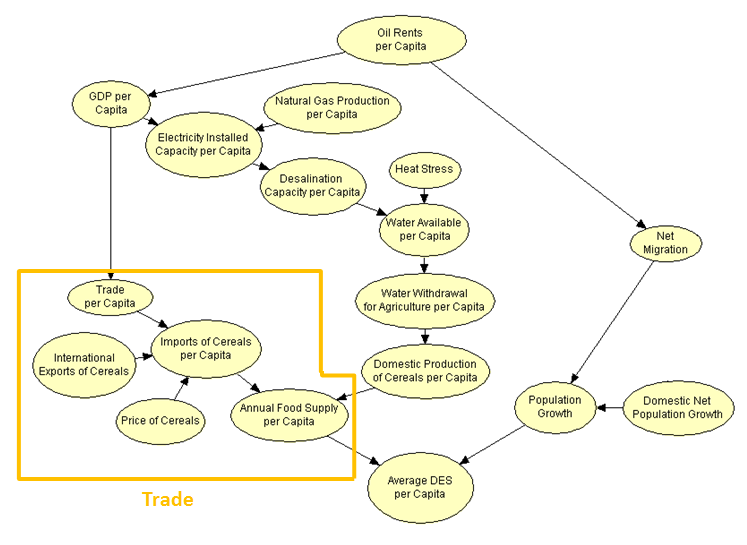 Oil Rents
per Capita
GDP per
Capita
Natural Gas Production
per Capita
Electricity Installed
Capacity per Capita
Heat Stress
Desalination
Capacity per Capita
Water Available
per Capita
Net
Migration
Trade
per Capita
Water Withdrawal
for Agriculture per Capita
Imports of Cereals
per Capita
International
Exports of Cereals
Domestic Production
of Cereals per Capita
Population
Growth
Domestic Net
Population Growth
Price of Cereals
Annual Food Supply
per Capita
Average DES
per Capita
Trade